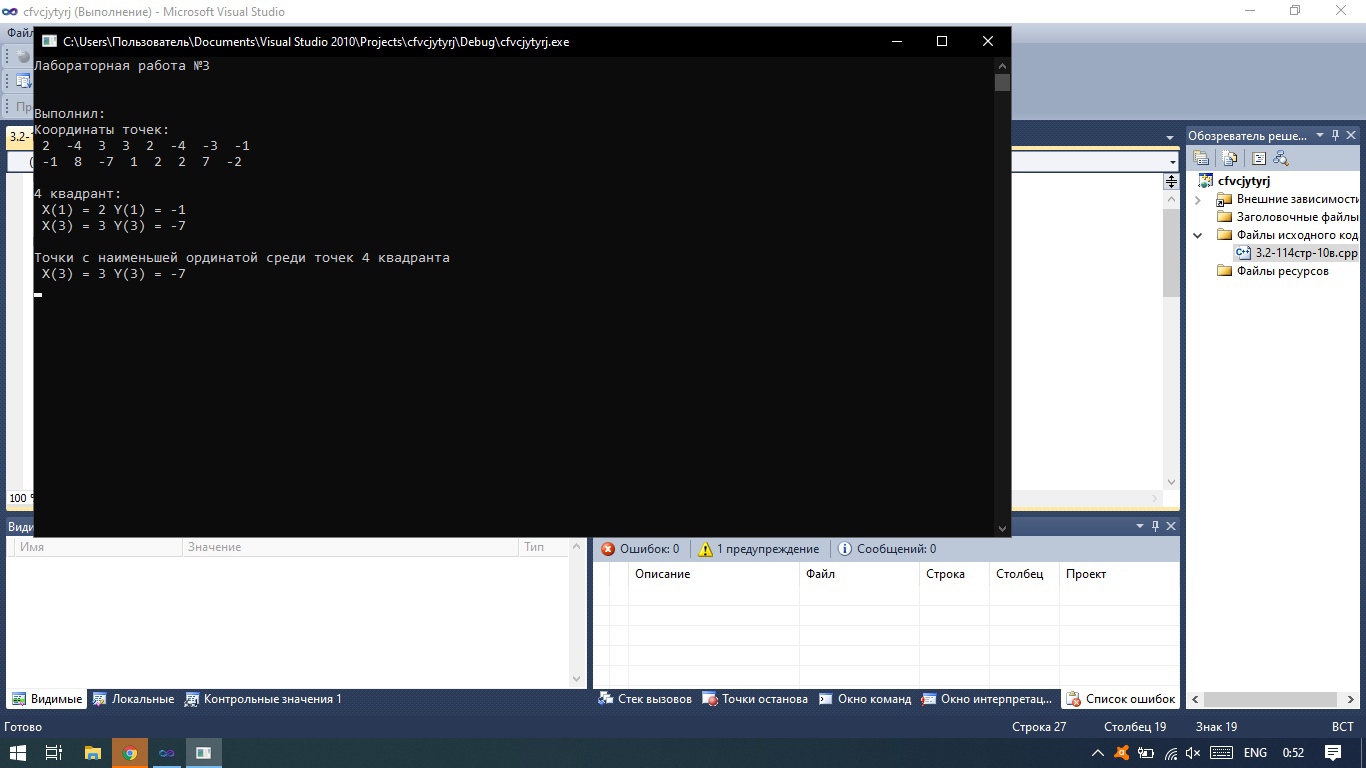 cfvcjytyrj (Выполнение) - Microsoft Visual Studio
Файл
C:\Users\Пользователь\Documents\Visual Studio 2010\Projects\cfvcjytyrj\Debug\cfvcjytyrj.exe
Лабораторная работа №3
Выполнил:
Координаты точек:
2 -4 3 3 2 -4 -3 -1
-1 8 -7 1 2 2 7 -2
4 квадрант:
X(1) = 2 Y(1) = -1
X(3) = 3 Y(3) = -7
Точки с наименьшей ординатой среди точек 4 квадранта
X(3) = 3 Y(3) = -7
Обозреватель реше...
cfvcjytyrj
Внешние зависимости
Заголовочные файлы
Файлы исходного код
3.2-114стр-10в.cpp
Файлы ресурсов
100 %
Имя Значение Тип
Ошибок: 0 1 предупреждение Сообщений: 0
Описание Файл Строка Столбец Проект
Видимые Локальные Контрольные значения 1
Стек вызовов Точки останова Окно команд Окно интерпретац... Список ошибок
Готово Строка 27 Столбец 19 Знак 19 ВСТ
ENG 0:52